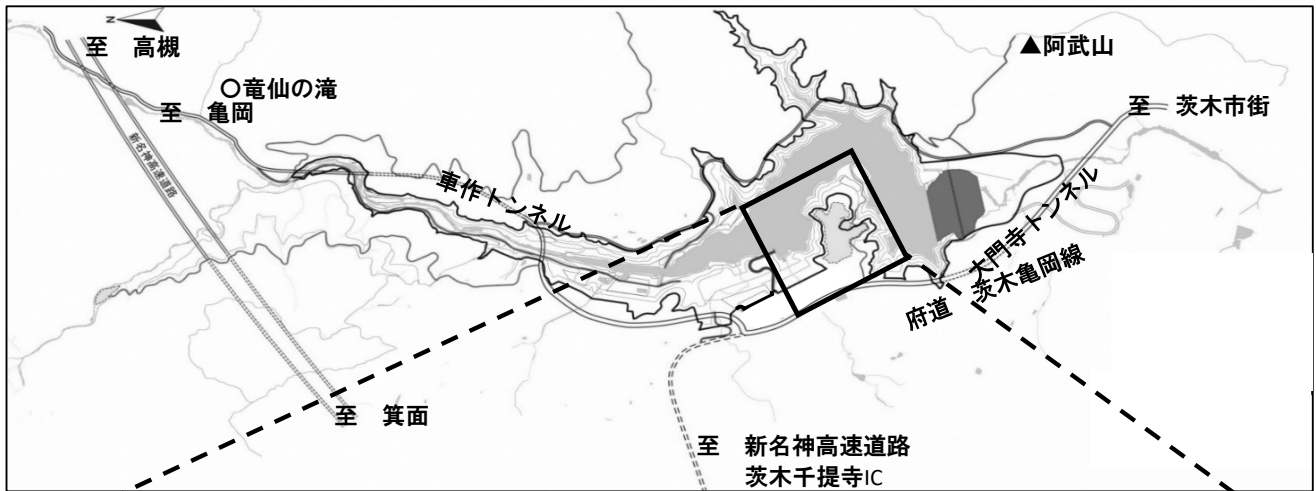 N
至 高槻
▲阿武山
○竜仙の滝
至 亀岡
至 茨木市街
新名神高速道路
車作トンネル
大門寺トンネル
府道 茨木亀岡線
至 箕面
至 新名神高速道路
茨木千提寺IC